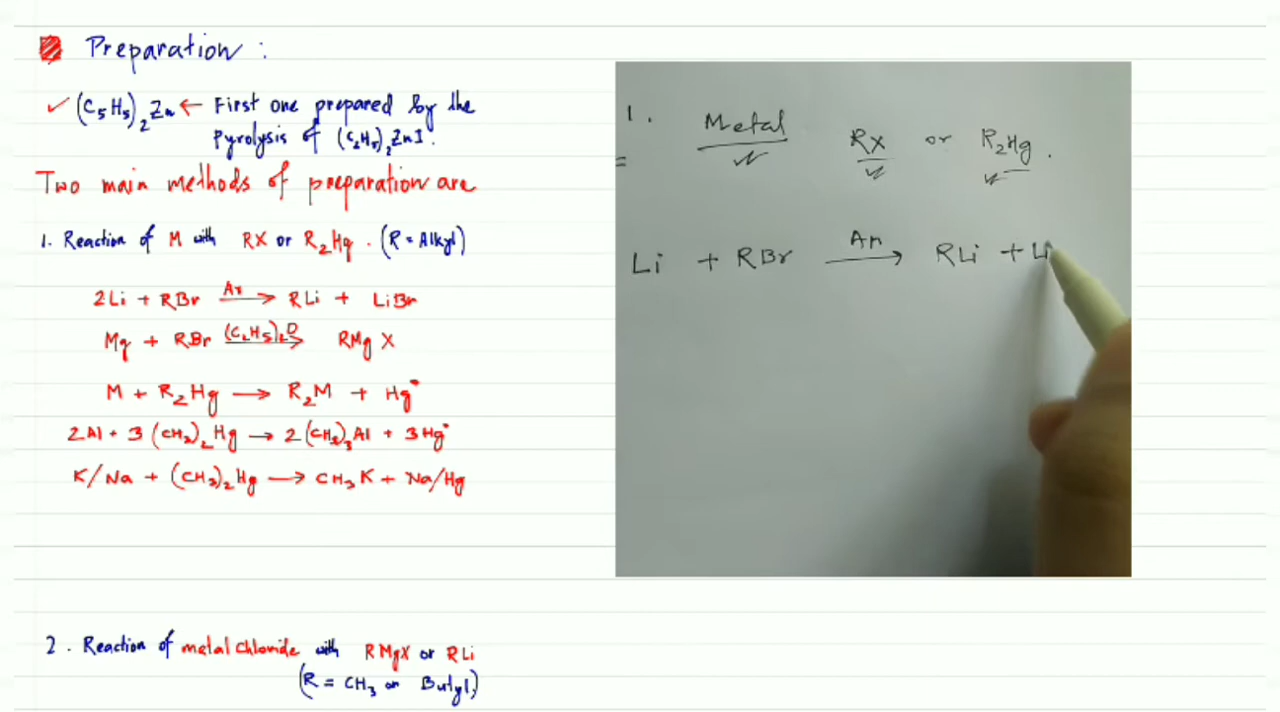 Preparation :
(C5H5)2Zn ← First one prepared by the
Pyrolysis of (C2H5)2ZnI.
Two main methods of preparation are
1. Reaction of M with RX or R2Hg. (R = Alkyl)
2Li + RBr Ar → RLi + LiBr
Mg + RBr (C2H5)2O → RMgX
M + R2Hg → R2M + Hg°
2Al + 3(CH3)2Hg → 2(CH3)3Al + 3Hg°
K/Na + (CH3)2Hg → CH3K + Na/Hg
2. Reaction of metal chloride with RMgX or RLi
(R = CH3 or Butyl)
1. Metal RX or R2Hg.
Li + RBr Ar → RLi + Li